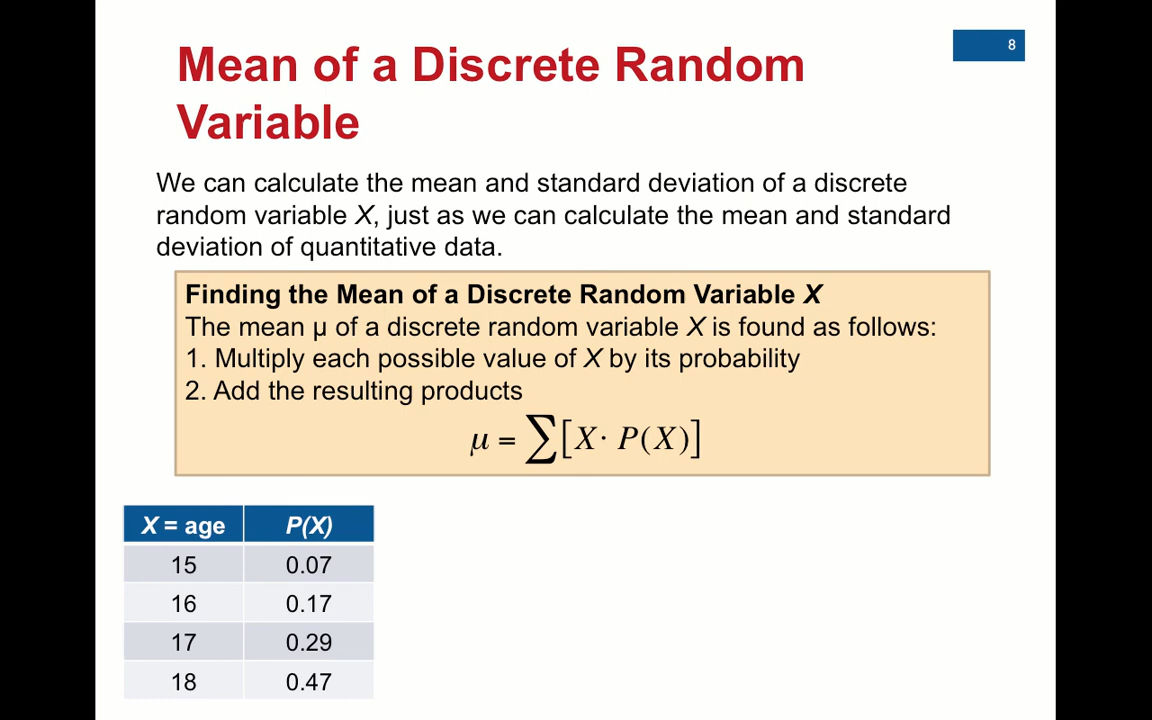 8
Mean of a Discrete Random
Variable
We can calculate the mean and standard deviation of a discrete
random variable X, just as we can calculate the mean and standard
deviation of quantitative data.
Finding the Mean of a Discrete Random Variable X
The mean µ of a discrete random variable X is found as follows:
1. Multiply each possible value of X by its probability
2. Add the resulting products
µ = ∑[X· P(X)]
X = age P(X)
15 0.07
16 0.17
17 0.29
18 0.47